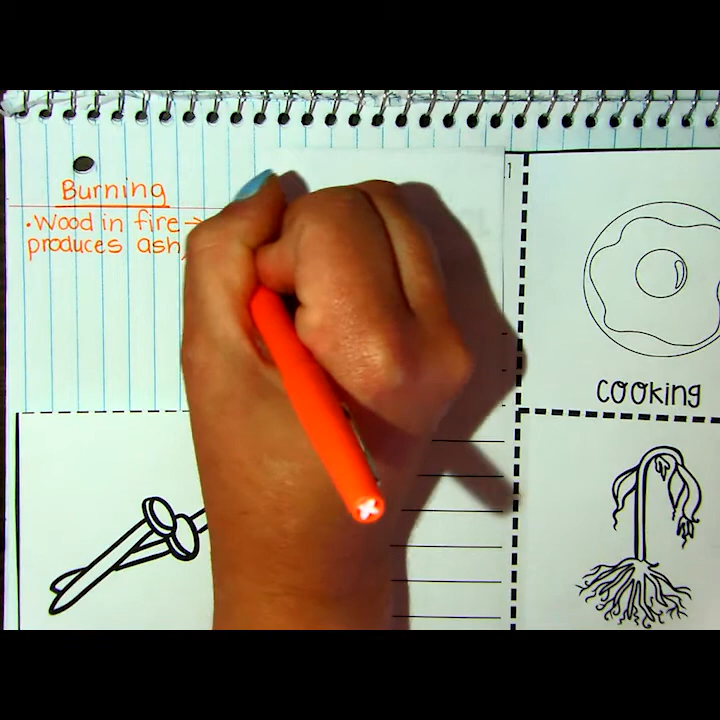 Burning
• Wood in fire →
produces ash,
cooking